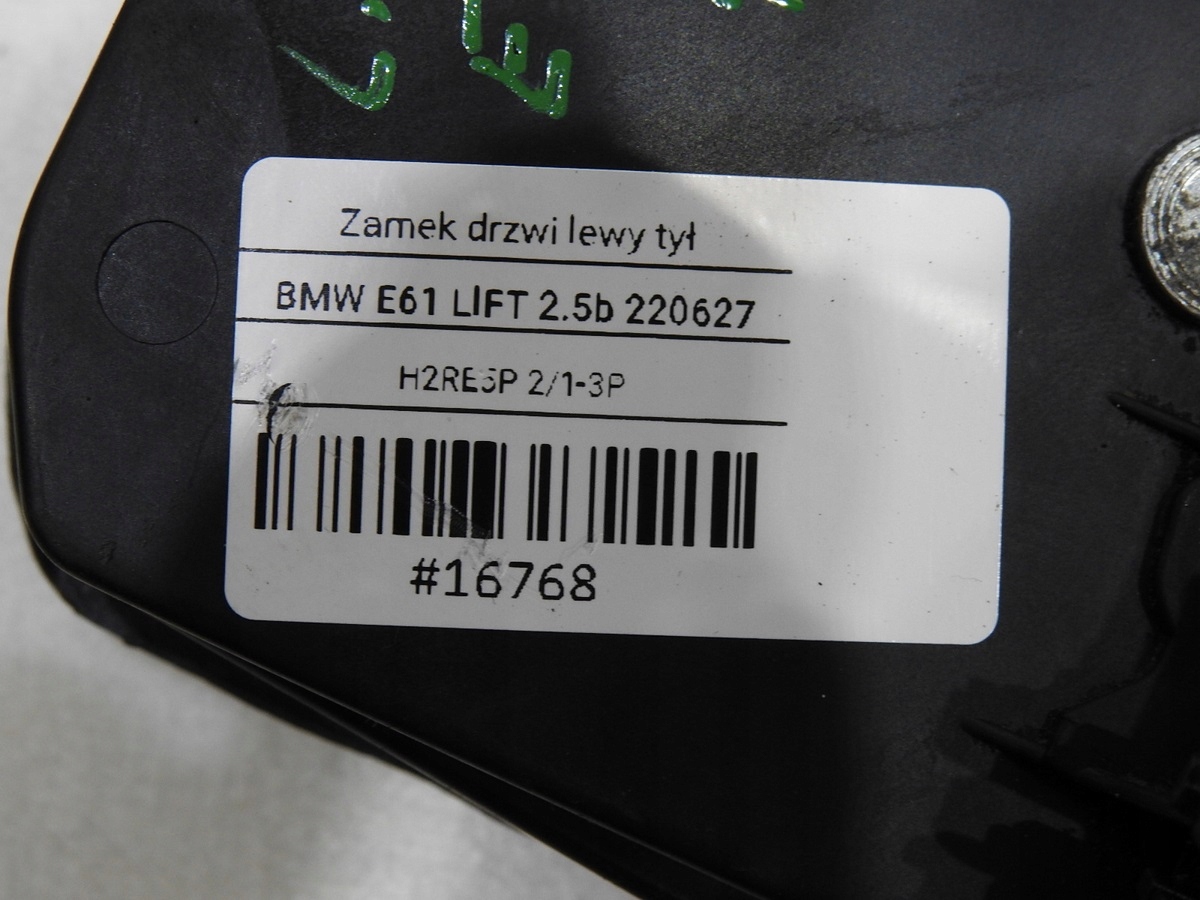 Zamek drzwi lewy tył
BMW E61 LIFT 2.5b 220627
H2RE5P 2/1-3P
#16768